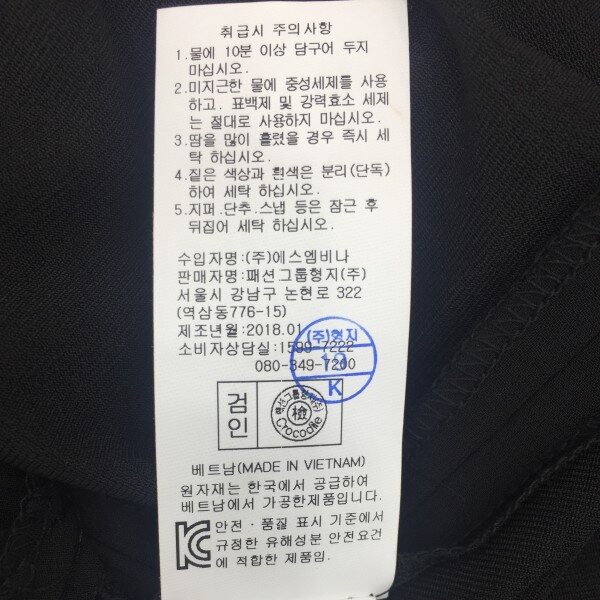 취급시 주의사항
1.물에 10분 이상 담구어 두지
마십시오.
2.미지근한 물에 중성세제를 사용
하고. 표백제 및 강력효소 세제
는 절대로 사용하지 마십시오.
3.땀을 많이 흘렸을 경우 즉시 세
탁 하십시오.
4.짙은 색상과 흰색은 분리(단독)
하여 세탁 하십시오.
5.지퍼.단추.스냅 등은 잠근 후
뒤집어 세탁 하십시오.
수입자명:(주)에스엠비나
판매자명:패션그룹형지(주)
서울시 강남구 논현로 322
(역삼동776-15)
제조년월:2018.01
소비자상담실:1599-7222
080-349-7200
(주)형지
K
검인
패션그룹형지(주)
檢
Crocodile
베트남(MADE IN VIETNAM)
원자재는 한국에서 공급하여
베트남에서 가공한제품입니다.
안전·품질 표시 기준에서
규정한 유해성분 안전요건
에 적합한 제품임.